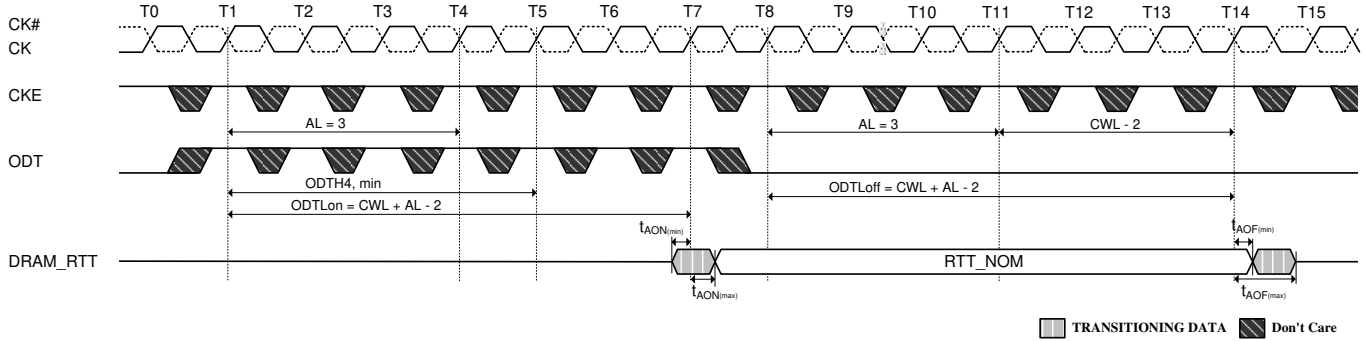 T0 T1 T2 T3 T4 T5 T6 T7 T8 T9 T10 T11 T12 T13 T14 T15
CK#
CK
CKE
AL = 3 AL = 3 CWL - 2
ODT
ODTH4, min
ODTLoff = CWL + AL - 2
ODTLon = CWL + AL - 2
tAON(min) tAOF(min)
DRAM_RTT RTT_NOM
tAON(max) tAOF(max)
TRANSITIONING DATA Don't Care